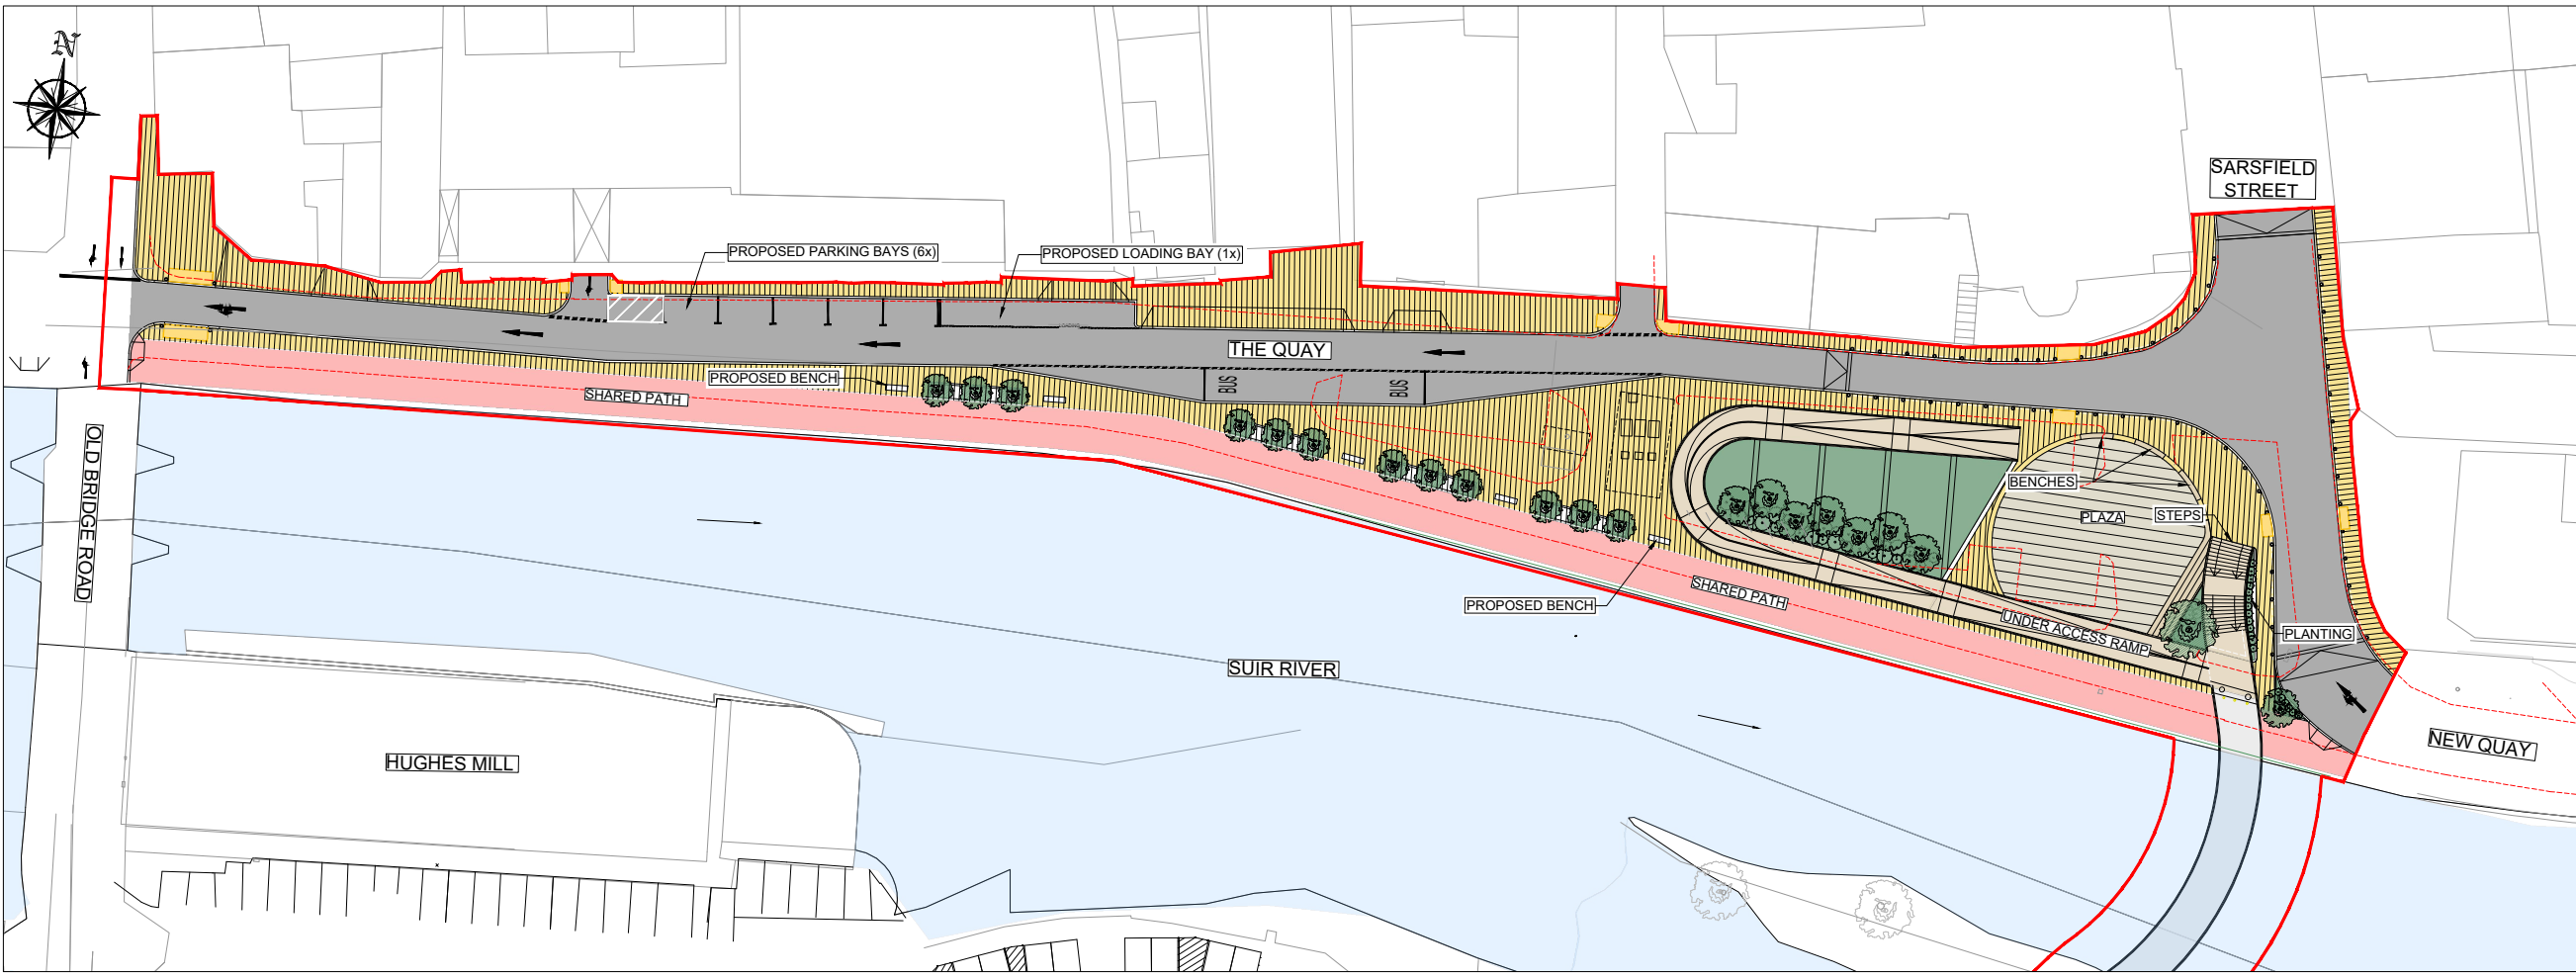 N
SARSFIELD
STREET
PROPOSED PARKING BAYS (6x)
PROPOSED LOADING BAY (1x)
LOADING
THE QUAY
PROPOSED BENCH
BUS
BUS
SHARED PATH
OLD BRIDGE ROAD
BENCHES
PLAZA
STEPS
SHARED PATH
PROPOSED BENCH
UNDER ACCESS RAMP
PLANTING
SUIR RIVER
HUGHES MILL
NEW QUAY